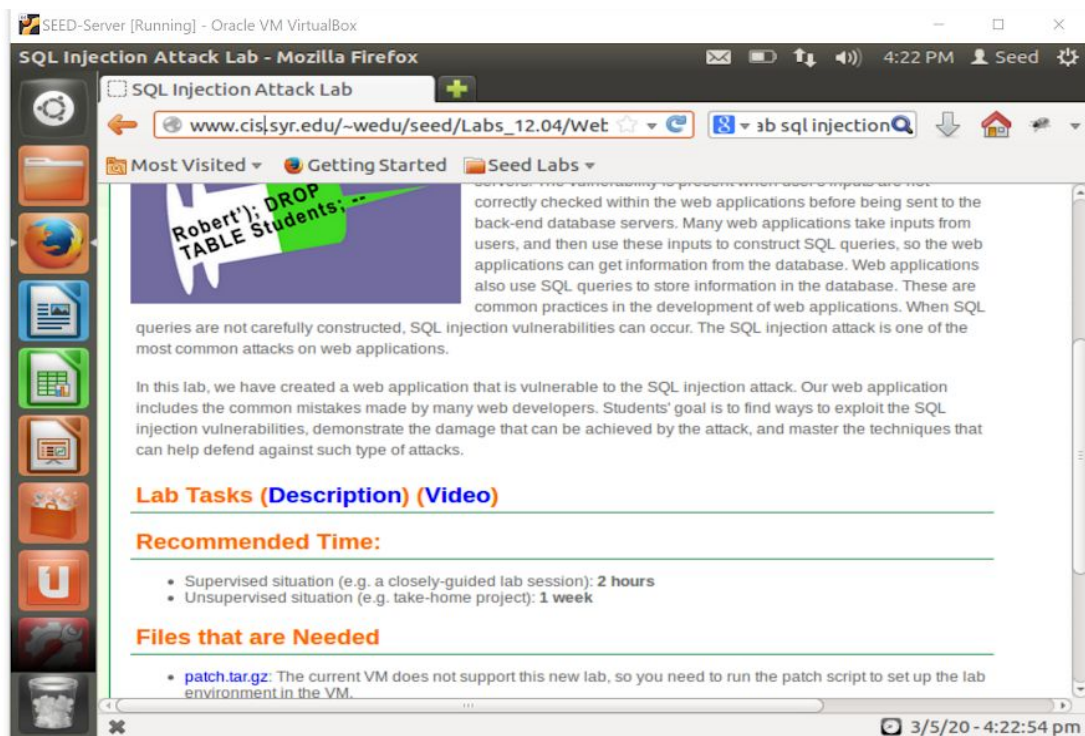 SEED-Server [Running] - Oracle VM VirtualBox
SQL Injection Attack Lab - Mozilla Firefox
4:22 PM Seed
SQL Injection Attack Lab
www.cis.syr.edu/~wedu/seed/Labs_12.04/Wet
ab sql injection
Most Visited
Getting Started
Seed Labs
Robert'); DROP
TABLE Students; --
servers. The vulnerability is present when user's inputs are not
correctly checked within the web applications before being sent to the
back-end database servers. Many web applications take inputs from
users, and then use these inputs to construct SQL queries, so the web
applications can get information from the database. Web applications
also use SQL queries to store information in the database. These are
common practices in the development of web applications. When SQL
queries are not carefully constructed, SQL injection vulnerabilities can occur. The SQL injection attack is one of the
most common attacks on web applications.
In this lab, we have created a web application that is vulnerable to the SQL injection attack. Our web application
includes the common mistakes made by many web developers. Students' goal is to find ways to exploit the SQL
injection vulnerabilities, demonstrate the damage that can be achieved by the attack, and master the techniques that
can help defend against such type of attacks.
Lab Tasks (Description) (Video)
Recommended Time:
• Supervised situation (e.g. a closely-guided lab session): 2 hours
• Unsupervised situation (e.g. take-home project): 1 week
Files that are Needed
• patch.tar.gz: The current VM does not support this new lab, so you need to run the patch script to set up the lab
environment in the VM.
3/5/20 - 4:22:54 pm